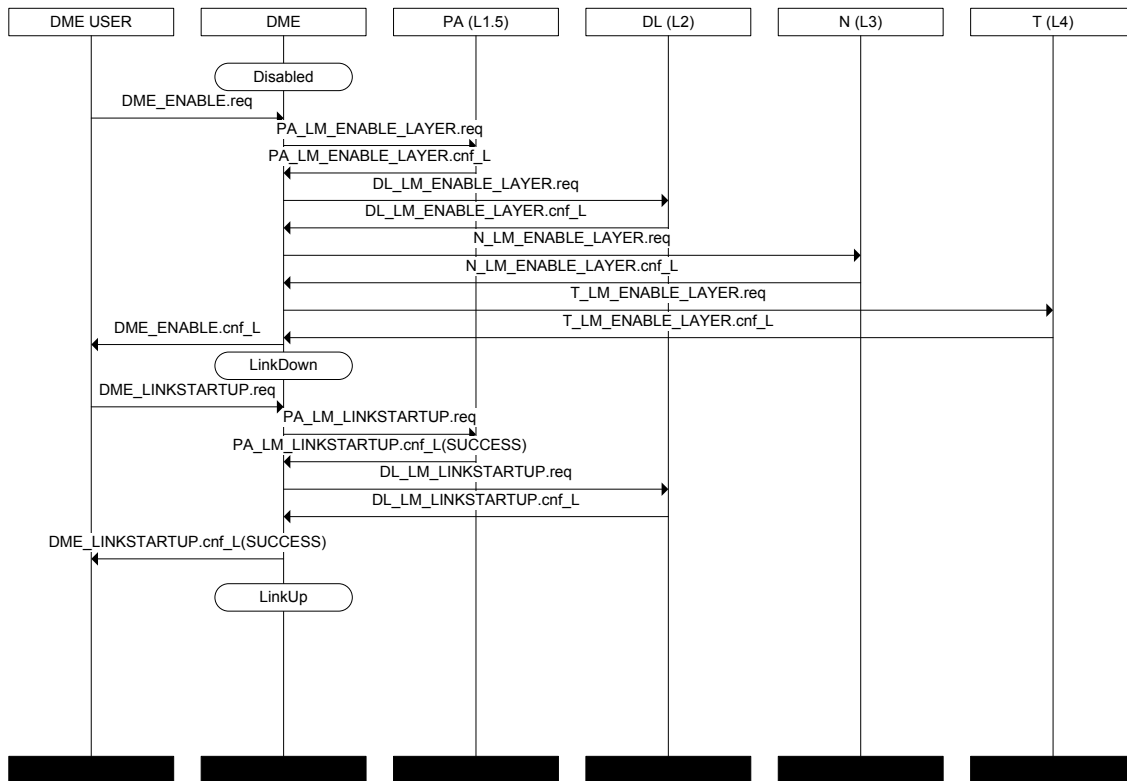 DME USER
DME
PA (L1.5)
DL (L2)
N (L3)
T (L4)
Disabled
DME_ENABLE.req
PA_LM_ENABLE_LAYER.req
PA_LM_ENABLE_LAYER.cnf_L
DL_LM_ENABLE_LAYER.req
DL_LM_ENABLE_LAYER.cnf_L
N_LM_ENABLE_LAYER.req
N_LM_ENABLE_LAYER.cnf_L
T_LM_ENABLE_LAYER.req
T_LM_ENABLE_LAYER.cnf_L
DME_ENABLE.cnf_L
LinkDown
DME_LINKSTARTUP.req
PA_LM_LINKSTARTUP.req
PA_LM_LINKSTARTUP.cnf_L(SUCCESS)
DL_LM_LINKSTARTUP.req
DL_LM_LINKSTARTUP.cnf_L
DME_LINKSTARTUP.cnf_L(SUCCESS)
LinkUp